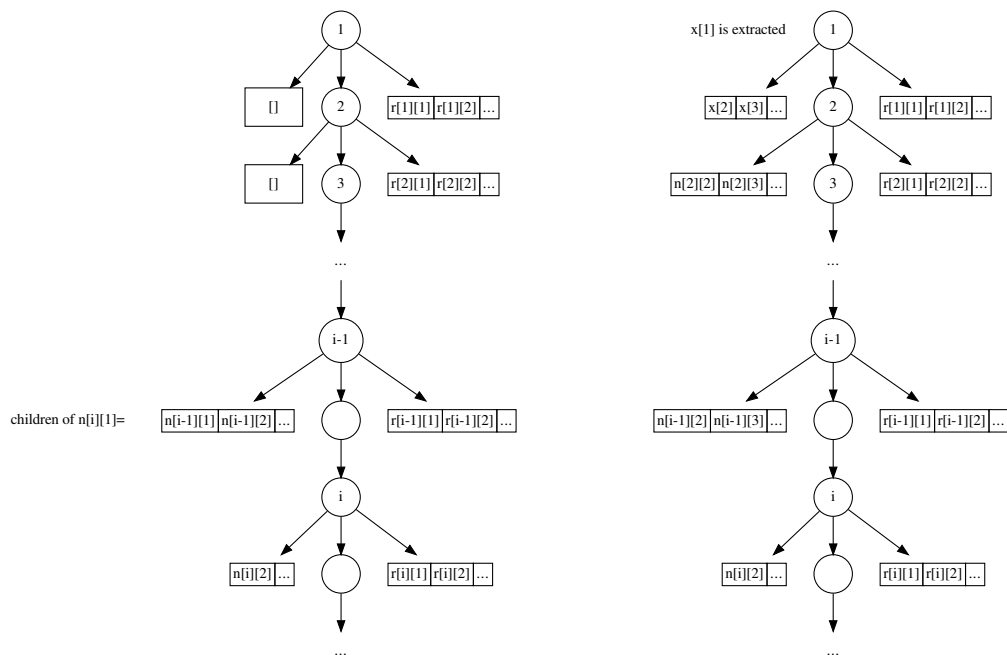 1
[]
2
r[1][1] r[1][2] ...
[]
3
r[2][1] r[2][2] ...
...
i-1
children of n[i][1]=
n[i-1][1] n[i-1][2] ...
r[i-1][1] r[i-1][2] ...
i
n[i][2] ...
r[i][1] r[i][2] ...
...
x[1] is extracted
1
x[2] x[3] ...
2
r[1][1] r[1][2] ...
n[2][2] n[2][3] ...
3
r[2][1] r[2][2] ...
...
i-1
n[i-1][2] n[i-1][3] ...
r[i-1][1] r[i-1][2] ...
i
n[i][2] ...
r[i][1] r[i][2] ...
...